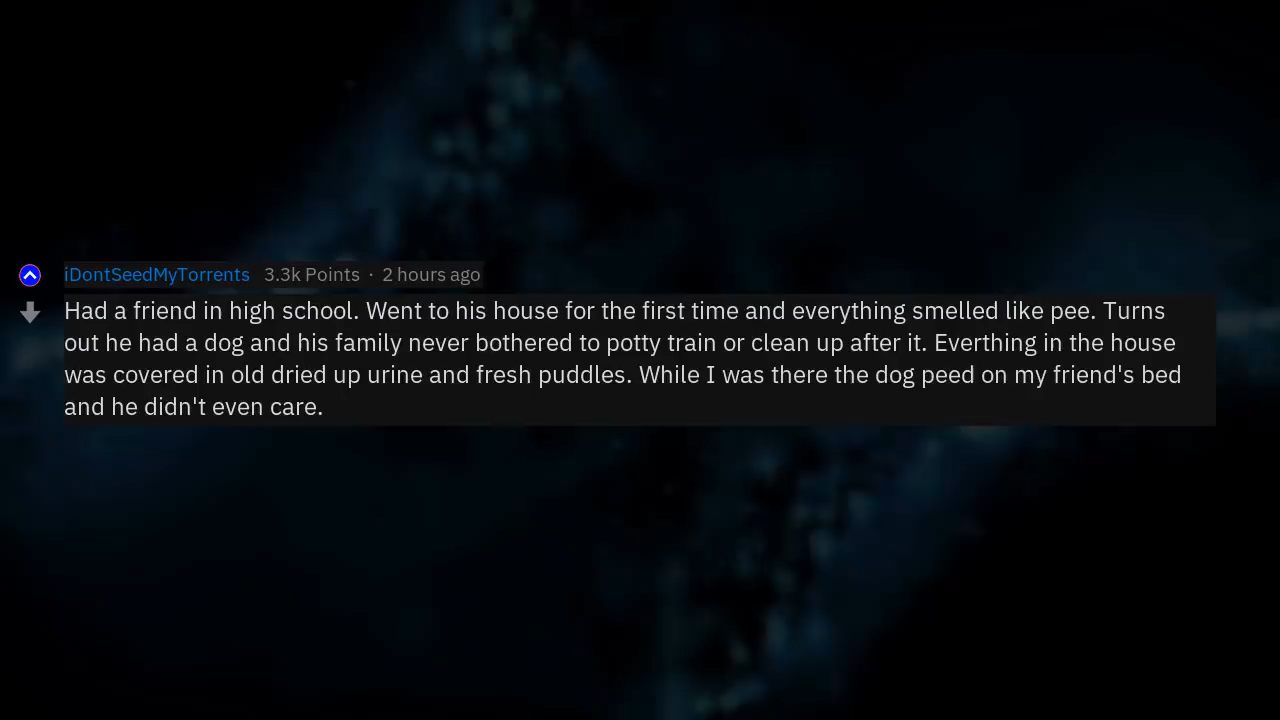 iDontSeedMyTorrents 3.3k Points · 2 hours ago
Had a friend in high school. Went to his house for the first time and everything smelled like pee. Turns
out he had a dog and his family never bothered to potty train or clean up after it. Everthing in the house
was covered in old dried up urine and fresh puddles. While I was there the dog peed on my friend's bed
and he didn't even care.